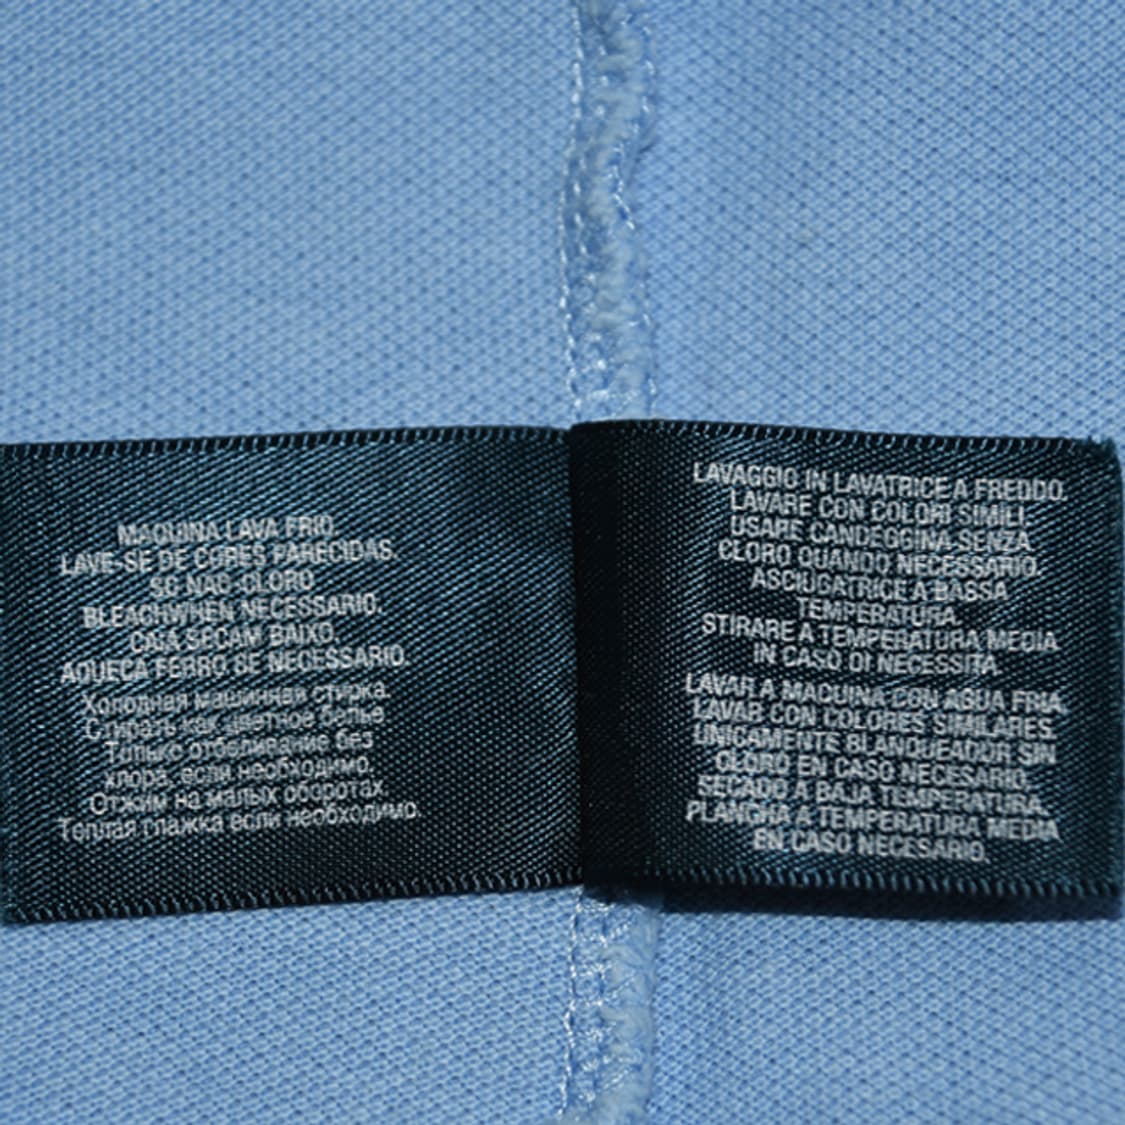 MAQUINA LAVA FRIO.
LAVE-SE DE CORES PARECIDAS.
SO NAO-CLORO
BLEACHWHEN NECESSARIO.
CAIA SECAM BAIXO.
AQUECA FERRO SE NECESSARIO.
Холодная машинная стирка.
Стирать как цветное белье
Только отбеливание без
хлора, если необходимо.
Отжим на малых оборотах.
Теплая глажка если необходимо.
LAVAGGIO IN LAVATRICE A FREDDO.
LAVARE CON COLORI SIMILI.
USARE CANDEGGINA SENZA
CLORO QUANDO NECESSARIO.
ASCIUGATRICE A BASSA
TEMPERATURA.
STIRARE A TEMPERATURA MEDIA
IN CASO DI NECESSITA.
LAVAR A MAQUINA CON AGUA FRIA.
LAVAR CON COLORES SIMILARES.
UNICAMENTE BLANQUEADOR SIN
CLORO EN CASO NECESARIO.
SECADO A BAJA TEMPERATURA.
PLANCHA A TEMPERATURA MEDIA
EN CASO NECESARIO.